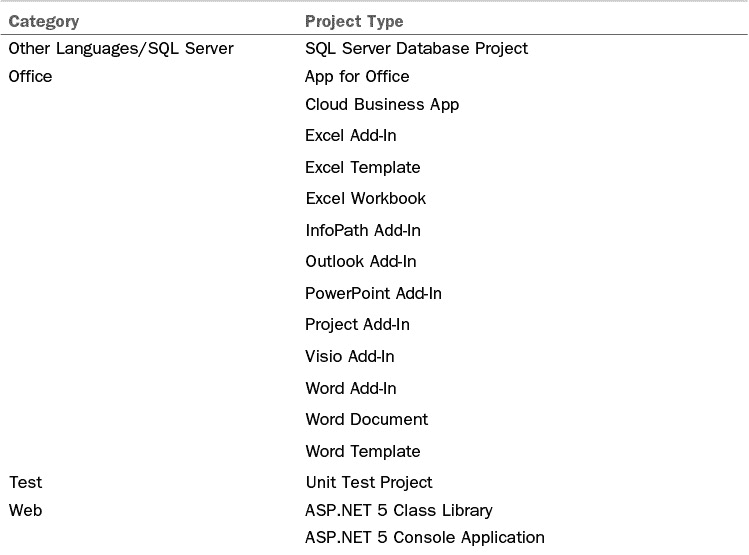 Category Project Type
Other Languages/SQL Server SQL Server Database Project
Office App for Office
Cloud Business App
Excel Add-In
Excel Template
Excel Workbook
InfoPath Add-In
Outlook Add-In
PowerPoint Add-In
Project Add-In
Visio Add-In
Word Add-In
Word Document
Word Template
Test Unit Test Project
Web ASP.NET 5 Class Library
ASP.NET 5 Console Application